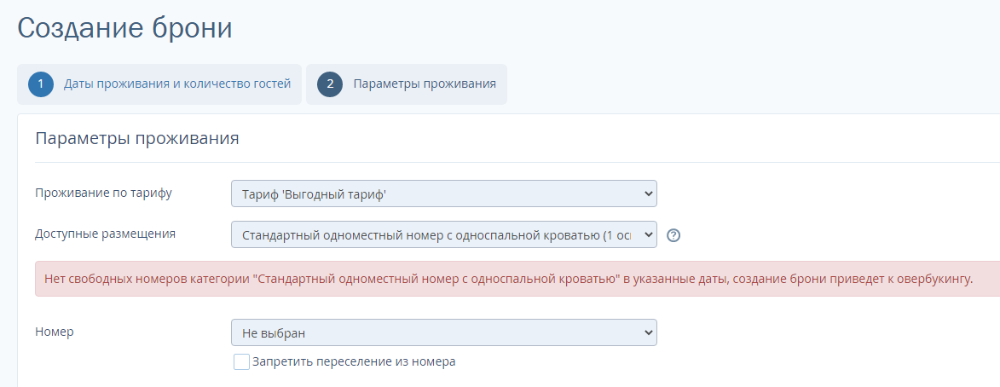 Создание брони
1 Даты проживания и количество гостей 2 Параметры проживания
Параметры проживания
Проживание по тарифу Тариф 'Выгодный тариф'
Доступные размещения Стандартный одноместный номер с односпальной кроватью (1 осн ?
Нет свободных номеров категории "Стандартный одноместный номер с односпальной кроватью" в указанные даты, создание брони приведет к овербукингу.
Номер Не выбран
Запретить переселение из номера